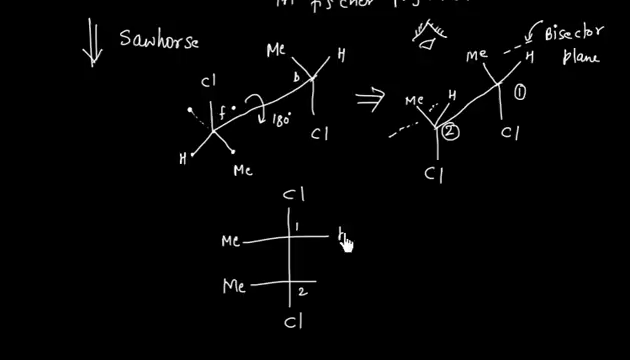 Sawhorse
Me H
b
Cl
f
180°
Cl
H
Me
Me H
Bisector plane
①
Cl
Me H
②
Cl
Cl
Me 1
Me 2
Cl